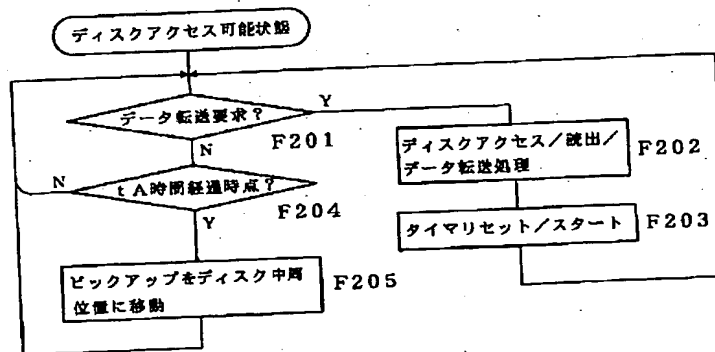 ディスクアクセス可能状態
データ転送要求？
Y
F201
N
ディスクアクセス／読出／
データ転送処理
F202
N
tA時間経過時点？
F204
Y
タイマリセット／スタート
F203
ピックアップをディスク中周
位置に移動
F205